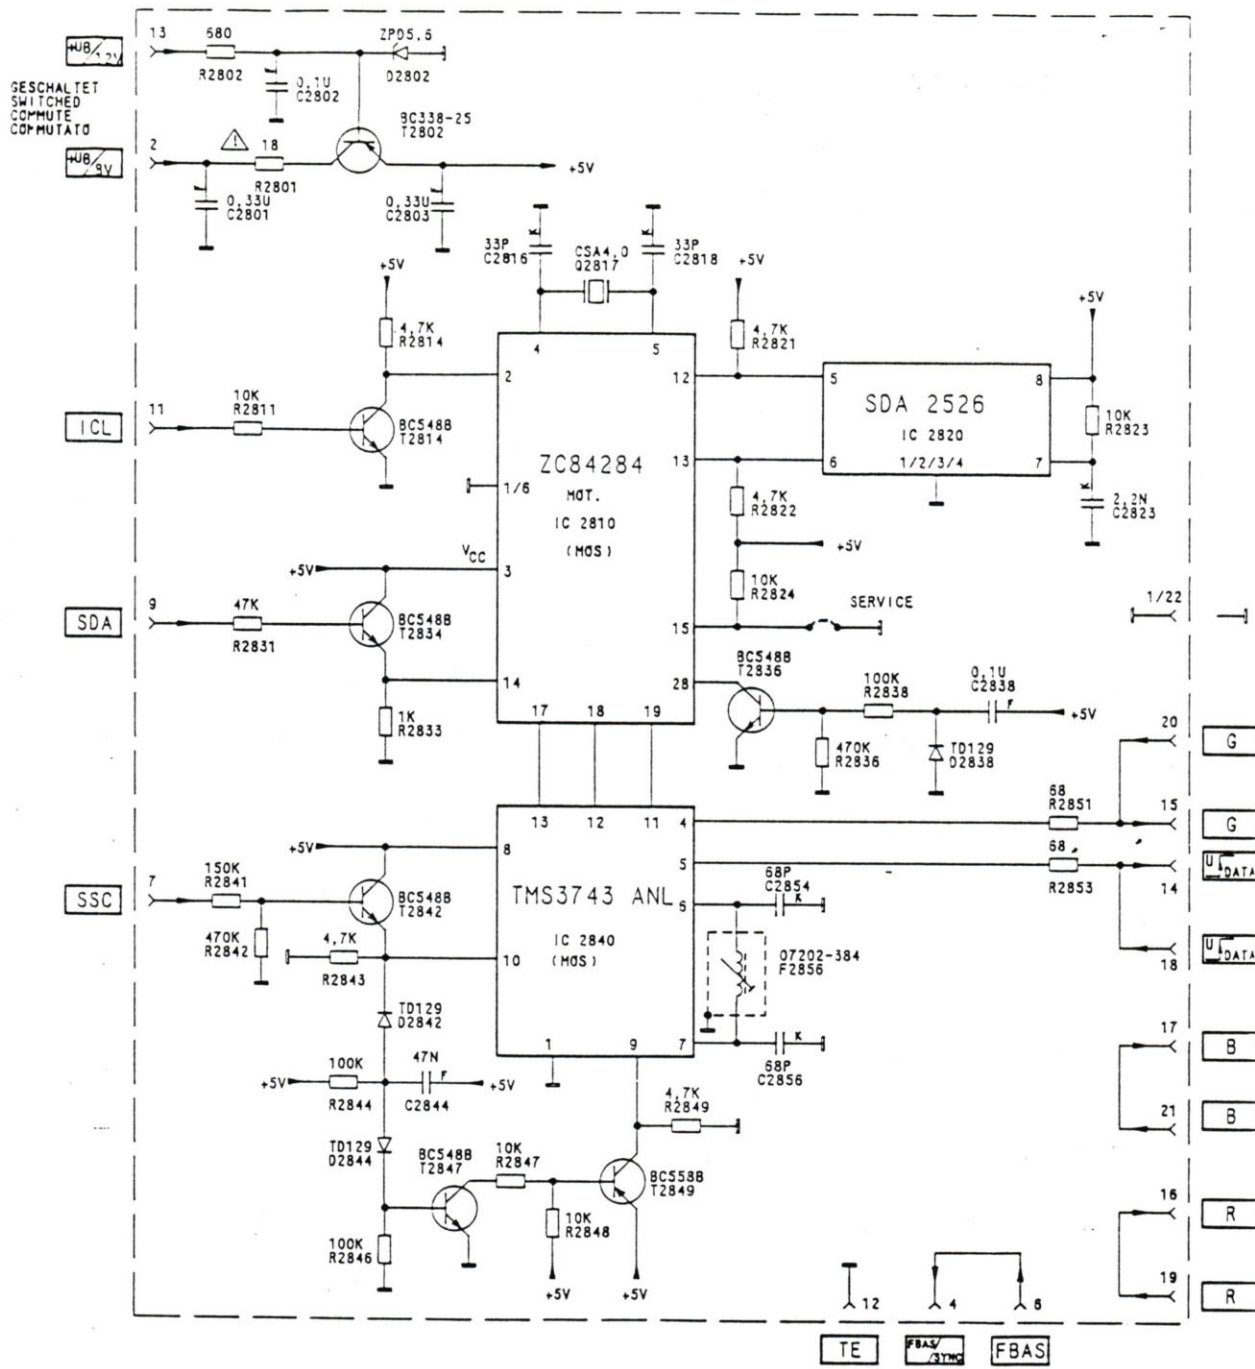 +UB/12V
13
680
R2802
ZPD5,6
D2802
0,1U
C2802
GESCHALTET
SWITCHED
COMMUTE
COMMUTATO
BC338-25
T2802
+UB/9V
2
18
R2801
+5V
0,33U
C2801
0,33U
C2803
33P
C2816
CSA4,0
Q2817
33P
C2818
+5V
4,7K
R2814
+5V
4,7K
R2821
+5V
4
5
2
12
5
8
SDA 2526
IC 2820
1/2/3/4
6
7
10K
R2823
2,2N
C2823
ICL
11
10K
R2811
BC548B
T2814
1/6
ZC84284
MOT.
IC 2810
(MOS)
13
4,7K
R2822
+5V
10K
R2824
SERVICE
15
+5V
VCC
3
SDA
9
47K
R2831
BC548B
T2834
14
1K
R2833
28
BC548B
T2836
100K
R2838
0,1U
C2838
+5V
470K
R2836
TD129
D2838
1/22
17
18
19
20
G
68
R2851
15
G
68
R2853
14
U DATA
18
U DATA
13
12
11
4
5
6
7
8
+5V
SSC
7
150K
R2841
470K
R2842
4,7K
R2843
BC548B
T2842
10
TMS3743 ANL
IC 2840
(MOS)
68P
C2854
K
07202-384
F2856
68P
C2856
K
1
9
TD129
D2842
+5V
100K
R2844
47N
C2844
+5V
4,7K
R2849
TD129
D2844
BC548B
T2847
10K
R2847
BC558B
T2849
10K
R2848
100K
R2846
+5V
+5V
17
B
21
B
16
R
19
R
12
4
6
TE
FBAS/SYNC
FBAS